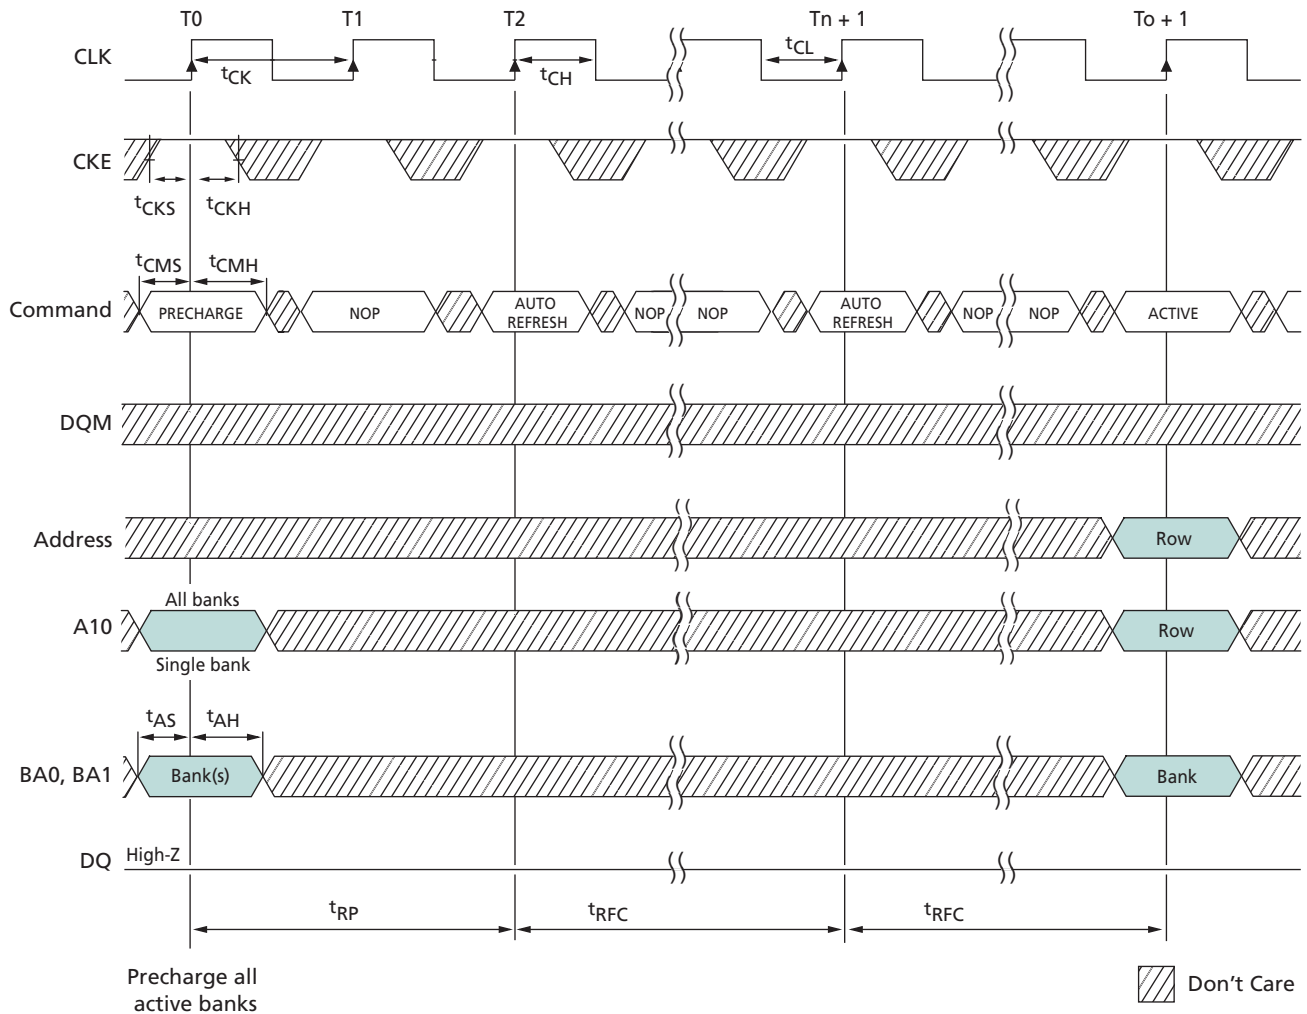 T0 T1 T2 Tn + 1 To + 1
CLK
tCK tCH tCL
CKE
tCKS tCKH
tCMS tCMH
Command PRECHARGE NOP AUTO REFRESH NOP NOP AUTO REFRESH NOP NOP ACTIVE
DQM
Address Row
All banks
A10 Row
Single bank
tAS tAH
BA0, BA1 Bank(s) Bank
DQ High-Z
tRP tRFC tRFC
Precharge all
active banks
Don't Care